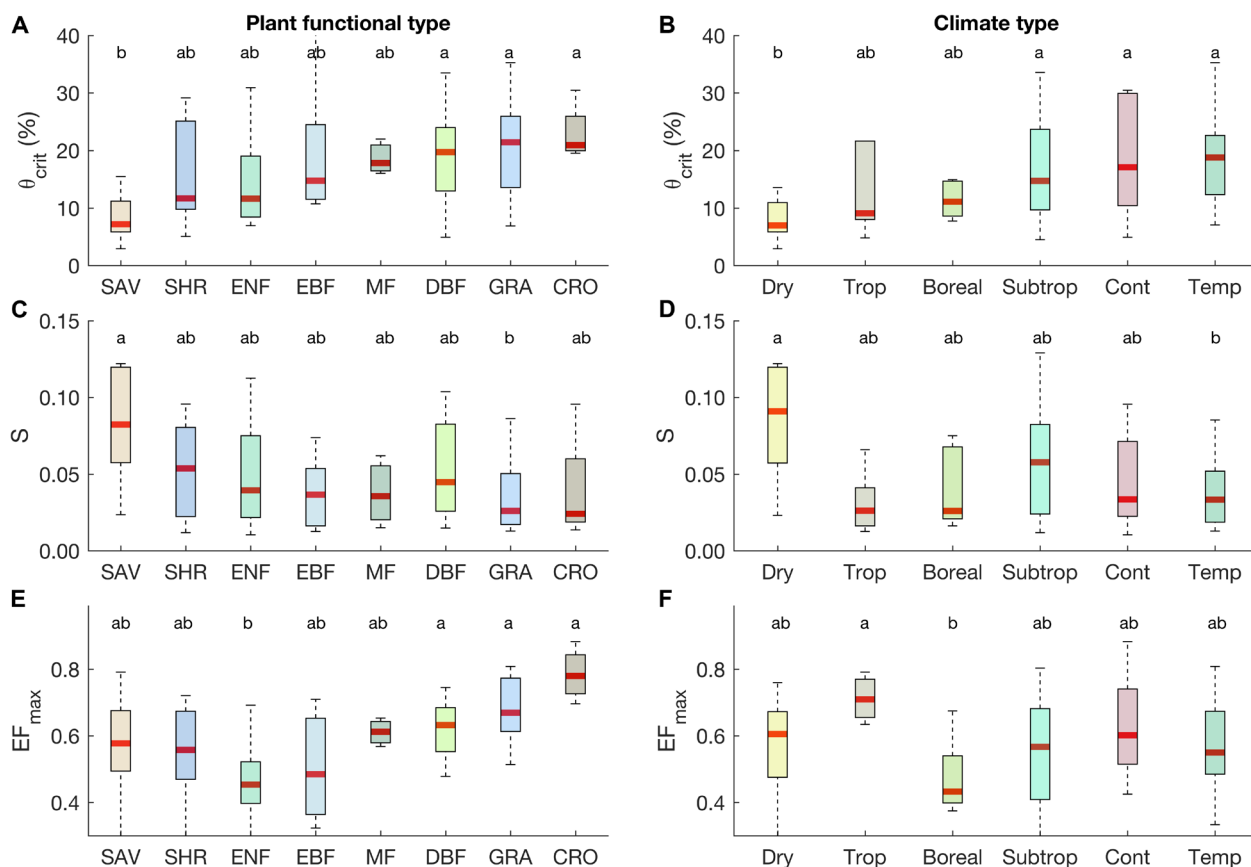 A Plant functional type
40 b ab ab ab ab a a a
30
20
10
0
θcrit (%)
SAV SHR ENF EBF MF DBF GRA CRO
B Climate type
40 b ab ab a a a
30
20
10
0
θcrit (%)
Dry Trop Boreal Subtrop Cont Temp
C
0.15 a ab ab ab ab ab b ab
0.10
0.05
0.00
S
SAV SHR ENF EBF MF DBF GRA CRO
D
0.15 a ab ab ab ab b
0.10
0.05
0.00
S
Dry Trop Boreal Subtrop Cont Temp
E
ab ab b ab ab a a a
0.8
0.6
0.4
EFmax
SAV SHR ENF EBF MF DBF GRA CRO
F
ab a b ab ab ab
0.8
0.6
0.4
EFmax
Dry Trop Boreal Subtrop Cont Temp